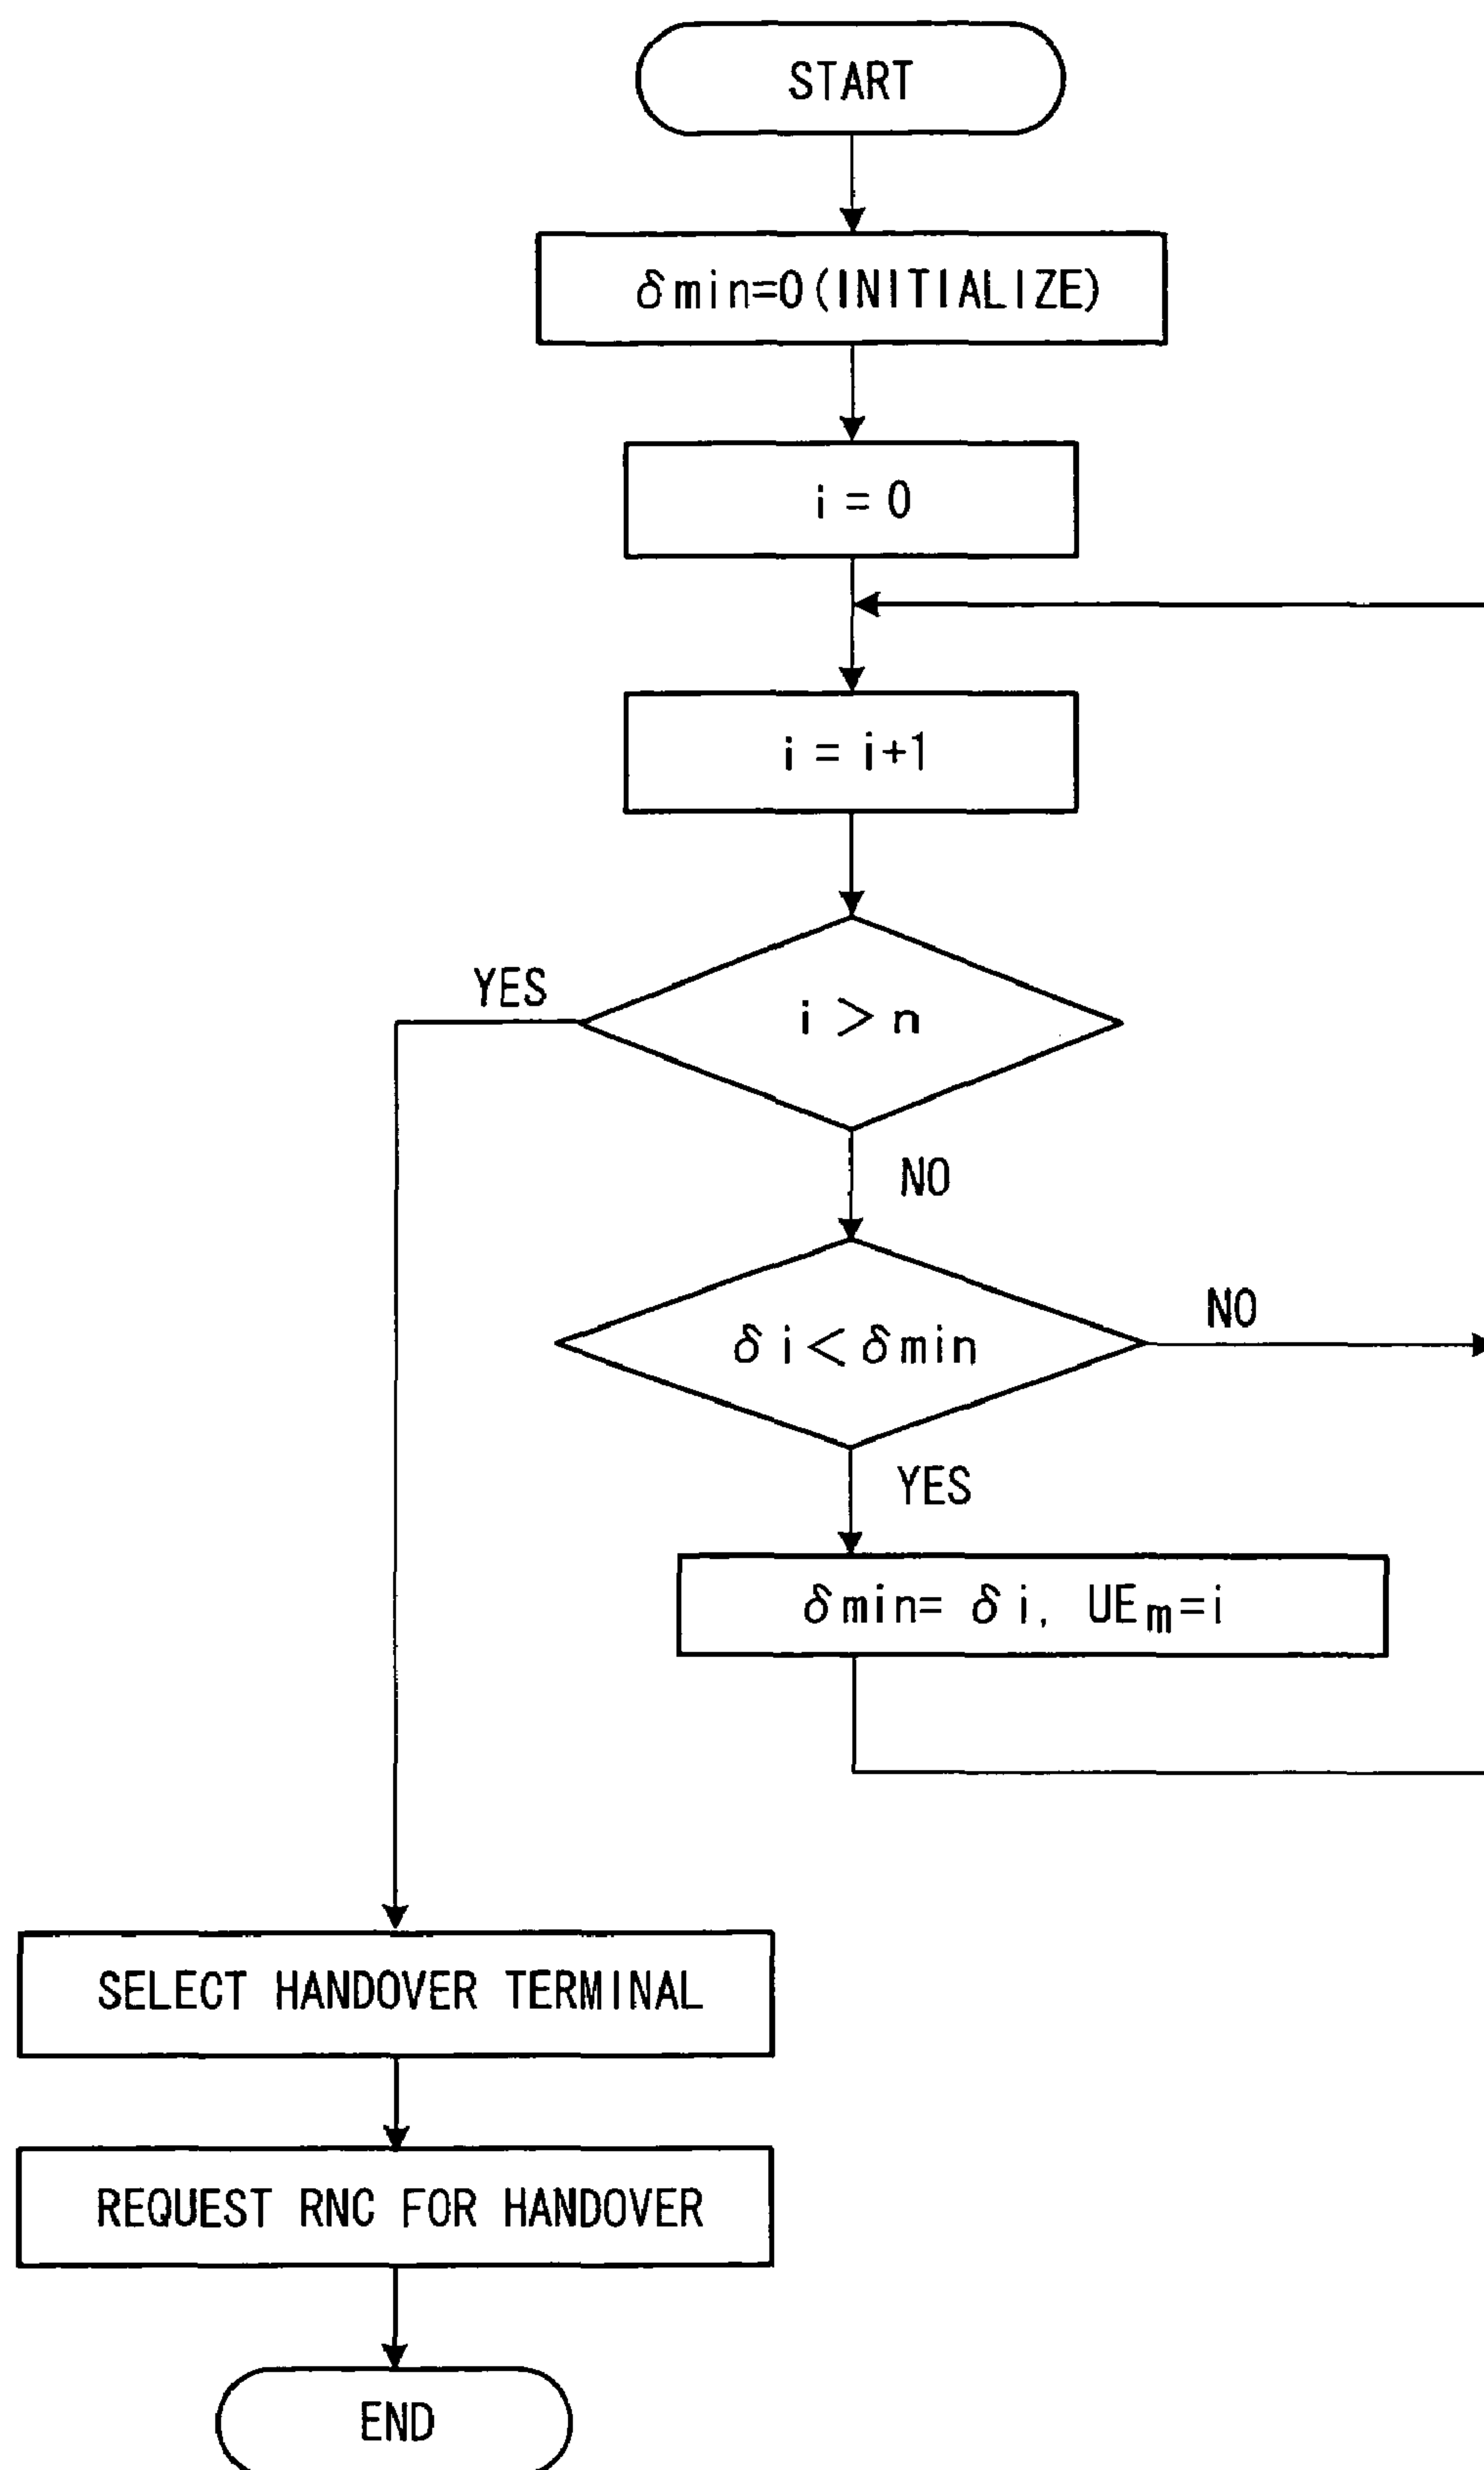 START
δmin=0(INITIALIZE)
i = 0
i = i+1
YES
i > n
NO
δi<δmin
NO
YES
δmin= δi, UEm=i
SELECT HANDOVER TERMINAL
REQUEST RNC FOR HANDOVER
END